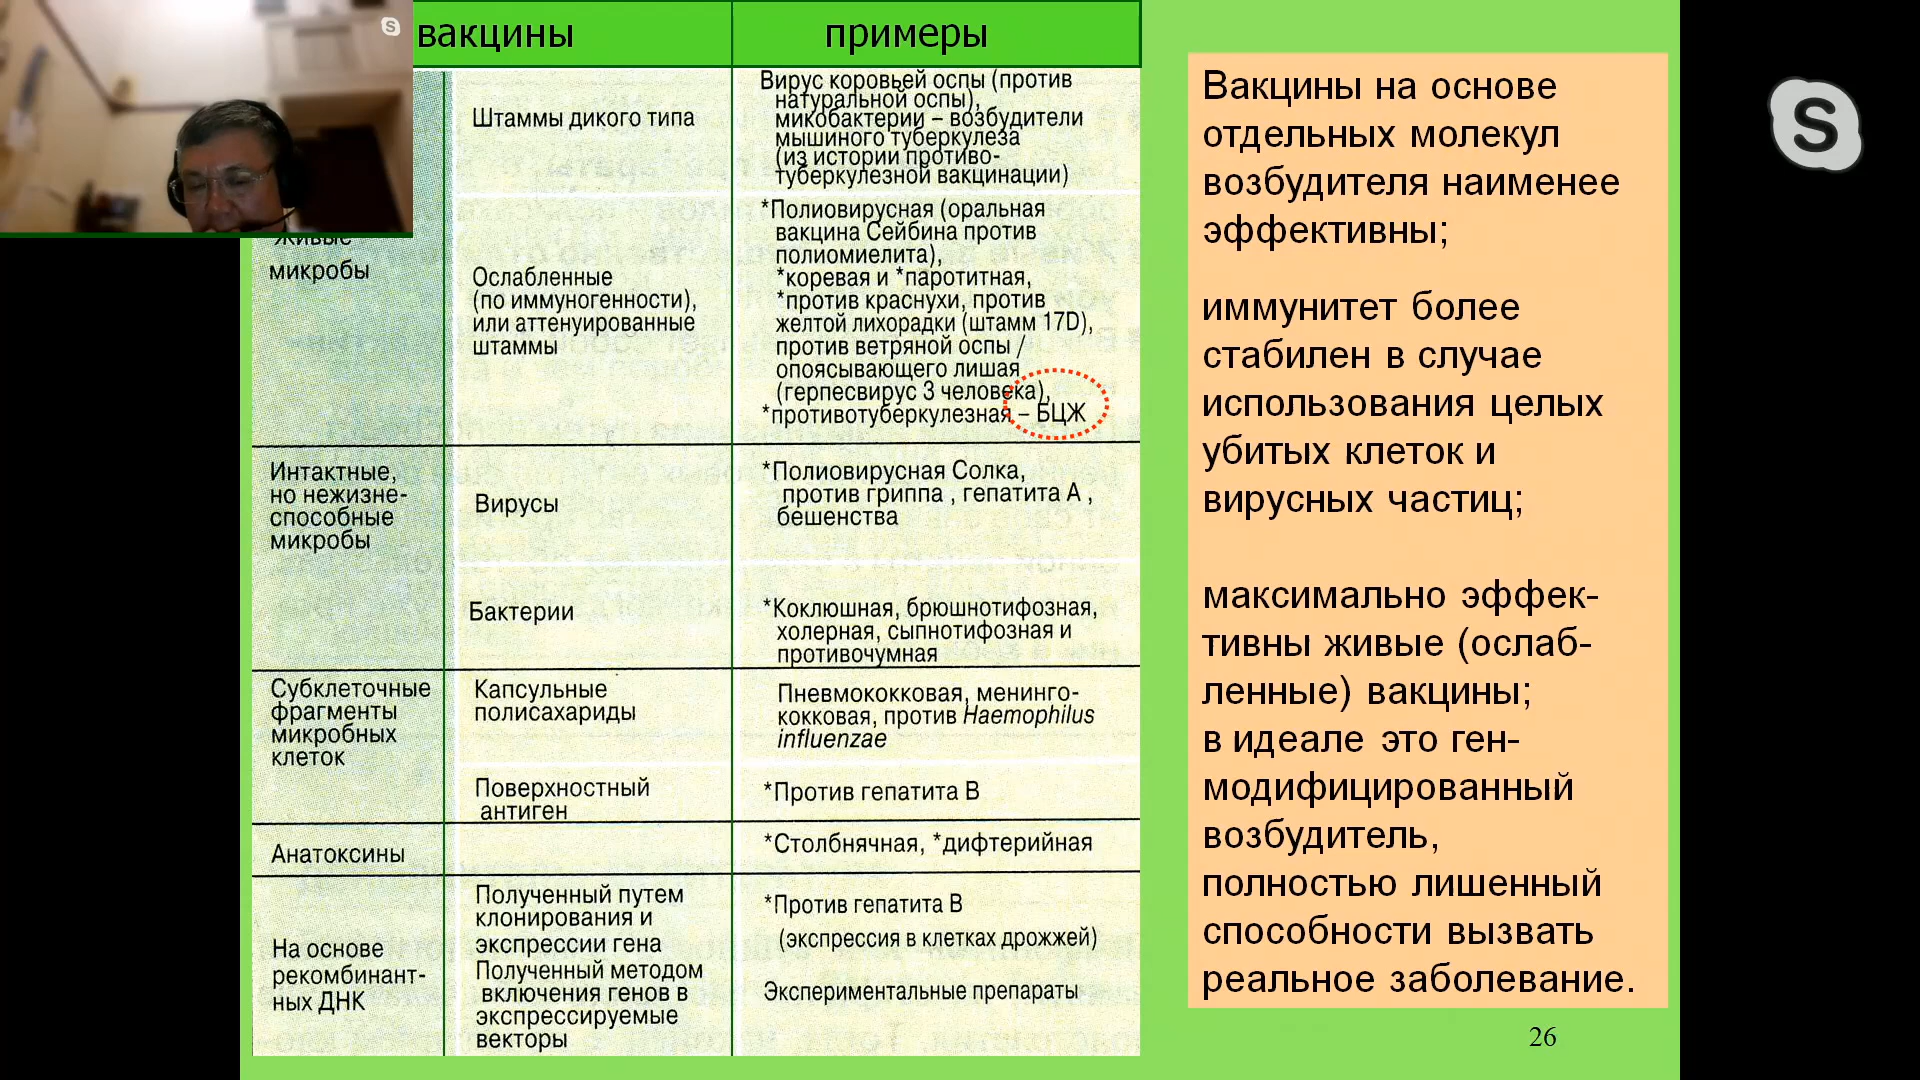 вакцины
примеры
Живые
микробы
Штаммы дикого типа
Вирус коровьей оспы (против
натуральной оспы),
микобактерии – возбудители
мышиного туберкулеза
(из истории противо-
туберкулезной вакцинации)
Ослабленные
(по иммуногенности),
или аттенуированные
штаммы
*Полиовирусная (оральная
вакцина Сейбина против
полиомиелита),
*коревая и *паротитная,
*против краснухи, против
желтой лихорадки (штамм 17D),
против ветряной оспы /
опоясывающего лишая
(герпесвирус 3 человека),
*противотуберкулезная – БЦЖ
Интактные,
но нежизне-
способные
микробы
Вирусы
*Полиовирусная Солка,
против гриппа , гепатита А ,
бешенства
Бактерии
*Коклюшная, брюшнотифозная,
холерная, сыпнотифозная и
противочумная
Субклеточные
фрагменты
микробных
клеток
Капсульные
полисахариды
Пневмококковая, менинго-
кокковая, против Haemophilus
influenzae
Поверхностный
антиген
*Против гепатита В
Анатоксины
*Столбнячная, *дифтерийная
На основе
рекомбинант-
ных ДНК
Полученный путем
клонирования и
экспрессии гена
*Против гепатита В
(экспрессия в клетках дрожжей)
Полученный методом
включения генов в
экспрессируемые
векторы
Экспериментальные препараты
Вакцины на основе
отдельных молекул
возбудителя наименее
эффективны;
иммунитет более
стабилен в случае
использования целых
убитых клеток и
вирусных частиц;
максимально эффек-
тивны живые (ослаб-
ленные) вакцины;
в идеале это ген-
модифицированный
возбудитель,
полностью лишенный
способности вызвать
реальное заболевание.
26